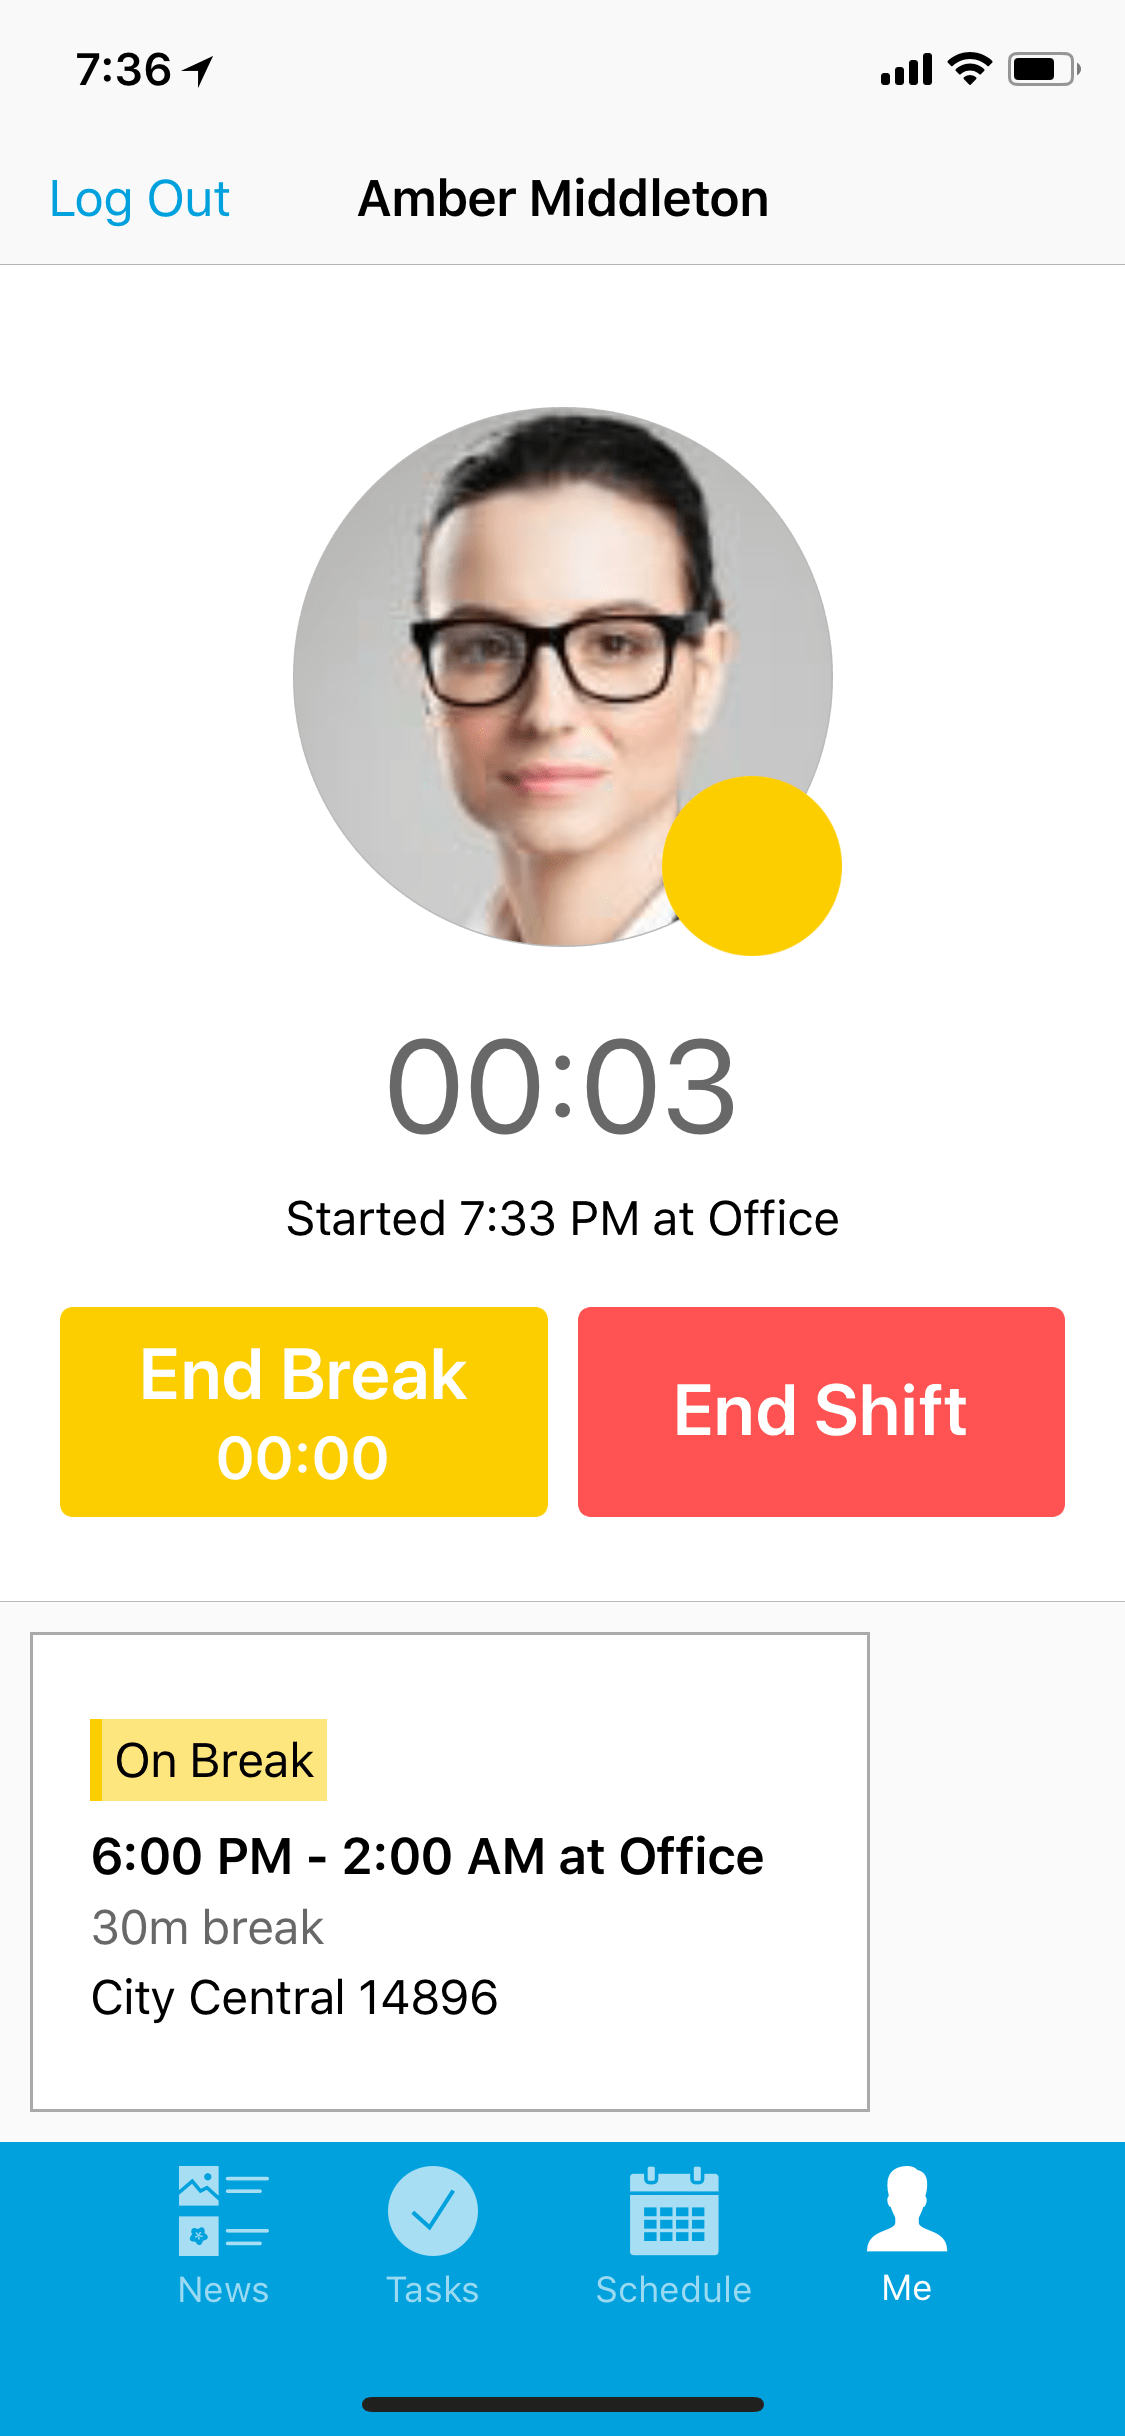 7:36
Log Out
Amber Middleton
00:03
Started 7:33 PM at Office
End Break
00:00
End Shift
On Break
6:00 PM - 2:00 AM at Office
30m break
City Central 14896
News
Tasks
Schedule
Me